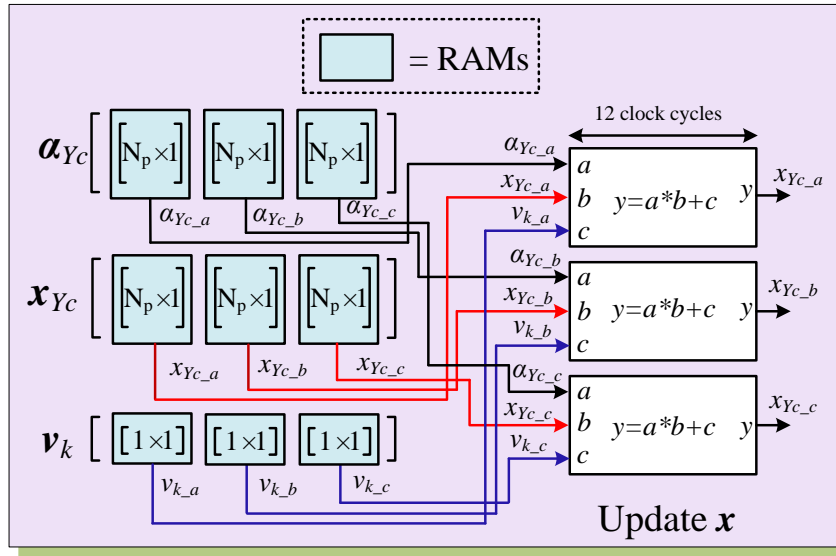 = RAMs
12 clock cycles
α_Yc
N_p×1 N_p×1 N_p×1
α_Yc_a α_Yc_b α_Yc_c
x_Yc
N_p×1 N_p×1 N_p×1
x_Yc_a x_Yc_b x_Yc_c
v_k
[1×1] [1×1] [1×1]
v_k_a v_k_b v_k_c
α_Yc_a
x_Yc_a
v_k_a
a
b
c
y=a*b+c
y
x_Yc_a
α_Yc_b
x_Yc_b
v_k_b
a
b
c
y=a*b+c
y
x_Yc_b
α_Yc_c
x_Yc_c
v_k_c
a
b
c
y=a*b+c
y
x_Yc_c
Update x